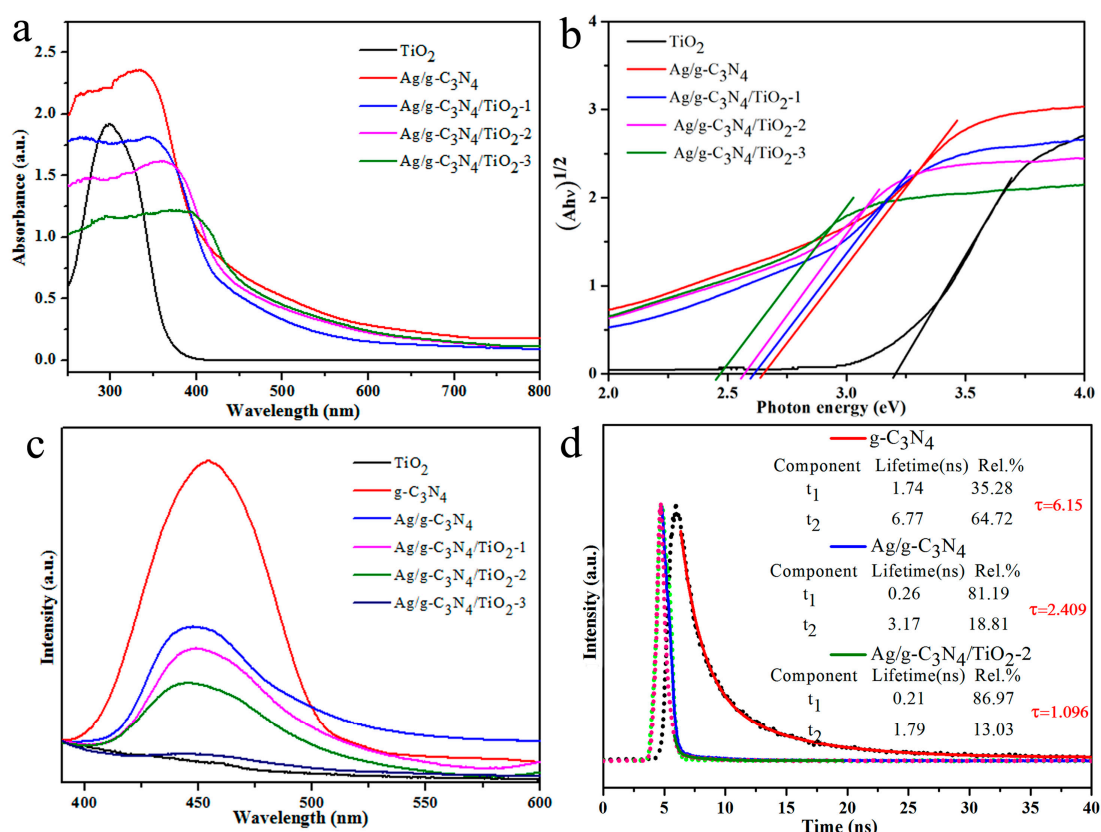 a
2.5
2.0
1.5
1.0
0.5
0.0
Absorbance (a.u.)
TiO2
Ag/g-C3N4
Ag/g-C3N4/TiO2-1
Ag/g-C3N4/TiO2-2
Ag/g-C3N4/TiO2-3
300 400 500 600 700 800
Wavelength (nm)
b
4
3
2
1
0
(Ahν)1/2
TiO2
Ag/g-C3N4
Ag/g-C3N4/TiO2-1
Ag/g-C3N4/TiO2-2
Ag/g-C3N4/TiO2-3
2.0 2.5 3.0 3.5 4.0
Photon energy (eV)
c
Intensity (a.u.)
TiO2
g-C3N4
Ag/g-C3N4
Ag/g-C3N4/TiO2-1
Ag/g-C3N4/TiO2-2
Ag/g-C3N4/TiO2-3
400 450 500 550 600
Wavelength (nm)
d
Intensity (a.u.)
g-C3N4
Component Lifetime(ns) Rel.%
t1 1.74 35.28
t2 6.77 64.72
τ=6.15
Ag/g-C3N4
Component Lifetime(ns) Rel.%
t1 0.26 81.19
t2 3.17 18.81
τ=2.409
Ag/g-C3N4/TiO2-2
Component Lifetime(ns) Rel.%
t1 0.21 86.97
t2 1.79 13.03
τ=1.096
0 5 10 15 20 25 30 35 40
Time (ns)